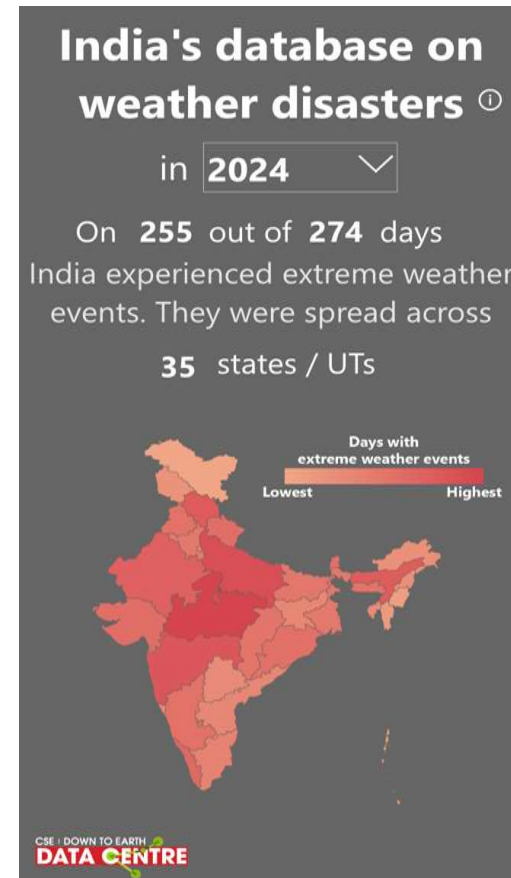 India's database on
weather disasters
in 2024
On 255 out of 274 days
India experienced extreme weather
events. They were spread across
35 states / UTs
Days with
extreme weather events
Lowest Highest
CSE : DOWN TO EARTH
DATA CENTRE